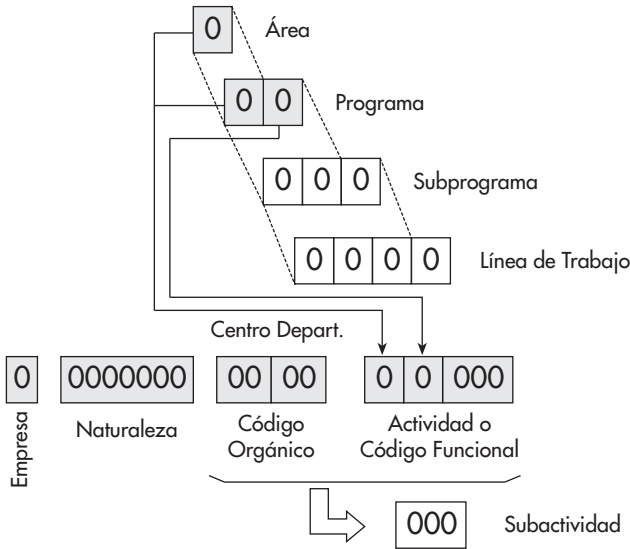 0 Área
0 0 Programa
0 0 0 Subprograma
0 0 0 0 Línea de Trabajo
Centro Depart.
0 0000000 00 00 0 0 000
Empresa
Naturaleza
Código
Orgánico
Actividad o
Código Funcional
000 Subactividad